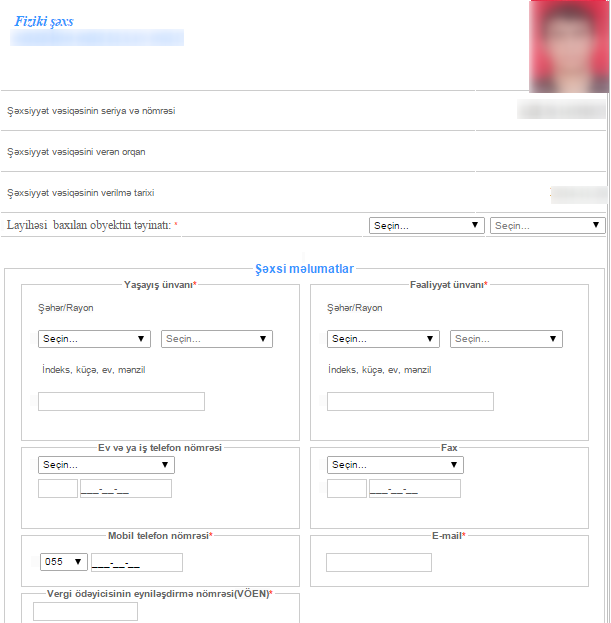 Fiziki şəxs
Şəxsiyyət vəsiqəsinin seriya və nömrəsi
Şəxsiyyət vəsiqəsini verən orqan
Şəxsiyyət vəsiqəsinin verilmə tarixi
Layihəsi baxılan obyektin təyinatı: * Seçin... Seçin...
Şəxsi məlumatlar
Yaşayış ünvanı*
Şəhər/Rayon
Seçin... Seçin...
İndeks, küçə, ev, mənzil
Fəaliyyət ünvanı*
Şəhər/Rayon
Seçin... Seçin...
İndeks, küçə, ev, mənzil
Ev və ya iş telefon nömrəsi
Seçin...
___-__-__
Fax
Seçin...
___-__-__
Mobil telefon nömrəsi*
055 ___-__-__
E-mail*
Vergi ödəyicisinin eyniləşdirmə nömrəsi(VÖEN)*